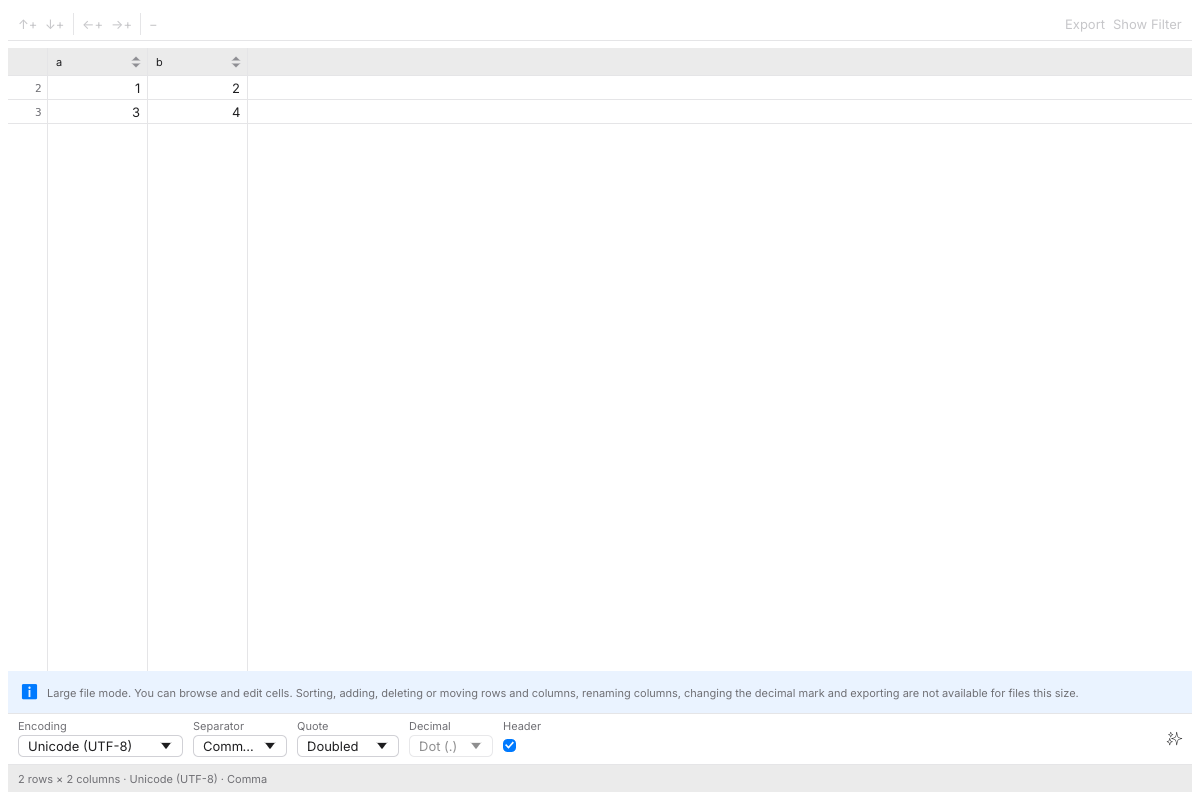 ↑+ ↓+ ←+ →+ − Export Show Filter
a b
2 1 2
3 3 4
Large file mode. You can browse and edit cells. Sorting, adding, deleting or moving rows and columns, renaming columns, changing the decimal mark and exporting are not available for files this size.
Encoding Separator Quote Decimal Header
Unicode (UTF-8) Comm... Doubled Dot (.)
2 rows × 2 columns · Unicode (UTF-8) · Comma